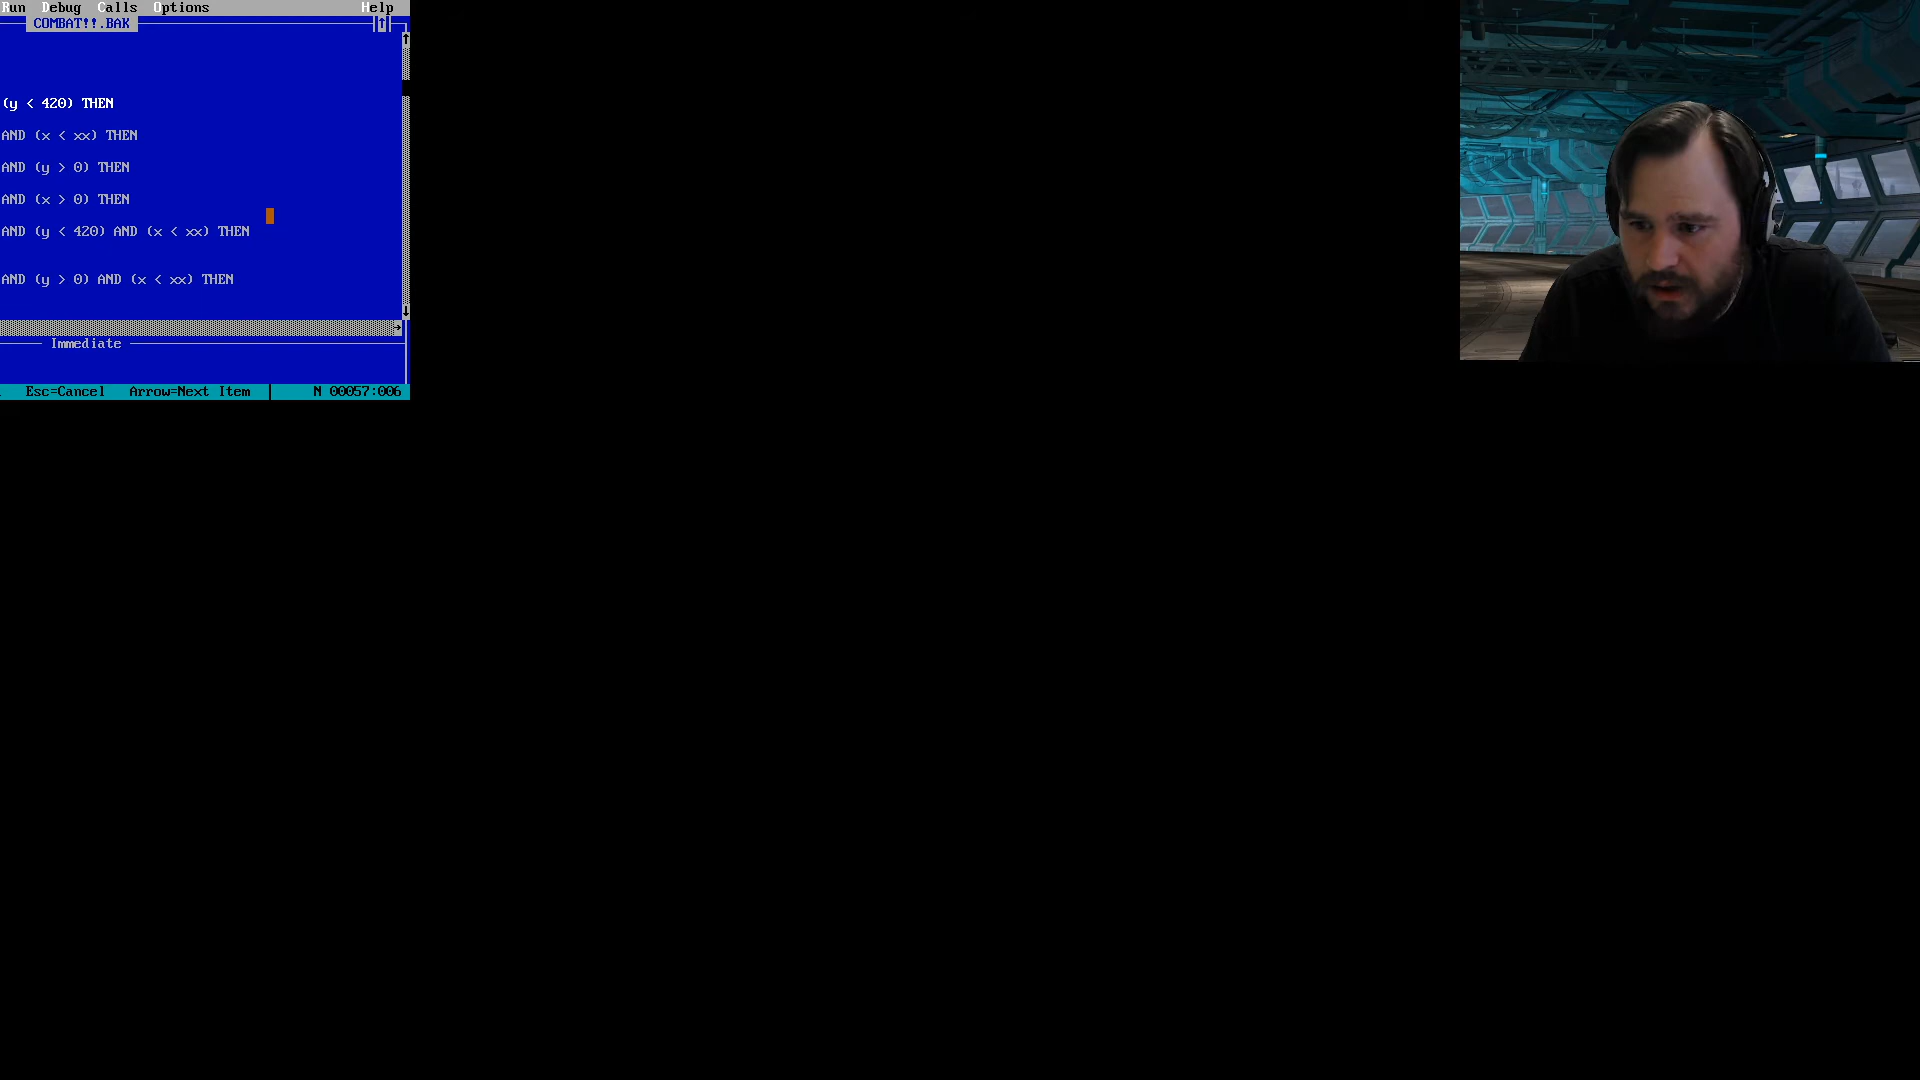 Run Debug Calls Options Help
COMBAT!!.BAK
(y < 420) THEN
AND (x < xx) THEN
AND (y > 0) THEN
AND (x > 0) THEN
AND (y < 420) AND (x < xx) THEN
AND (y > 0) AND (x < xx) THEN
Immediate
Esc=Cancel Arrow=Next Item N 00057:006